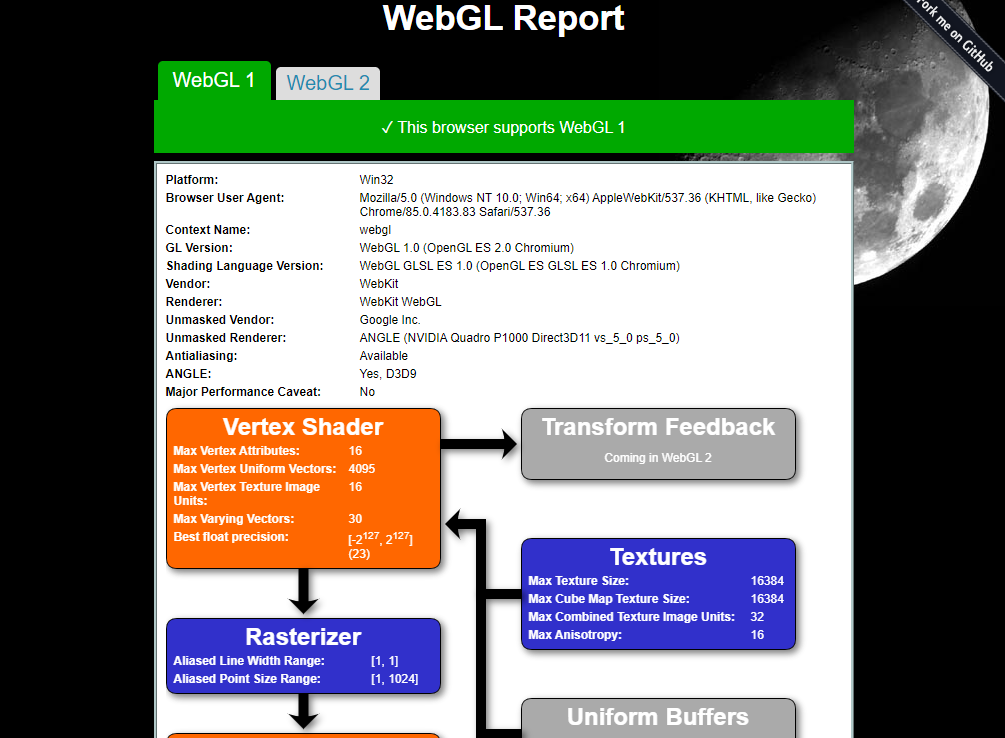 WebGL Report
Fork me on GitHub
WebGL 1
WebGL 2
✓ This browser supports WebGL 1
Platform: Win32
Browser User Agent: Mozilla/5.0 (Windows NT 10.0; Win64; x64) AppleWebKit/537.36 (KHTML, like Gecko)
Chrome/85.0.4183.83 Safari/537.36
Context Name: webgl
GL Version: WebGL 1.0 (OpenGL ES 2.0 Chromium)
Shading Language Version: WebGL GLSL ES 1.0 (OpenGL ES GLSL ES 1.0 Chromium)
Vendor: WebKit
Renderer: WebKit WebGL
Unmasked Vendor: Google Inc.
Unmasked Renderer: ANGLE (NVIDIA Quadro P1000 Direct3D11 vs_5_0 ps_5_0)
Antialiasing: Available
ANGLE: Yes, D3D9
Major Performance Caveat: No
Vertex Shader
Max Vertex Attributes: 16
Max Vertex Uniform Vectors: 4095
Max Vertex Texture Image 16
Units:
Max Varying Vectors: 30
Best float precision: [-2^127, 2^127]
(23)
Transform Feedback
Coming in WebGL 2
Textures
Max Texture Size: 16384
Max Cube Map Texture Size: 16384
Max Combined Texture Image Units: 32
Max Anisotropy: 16
Rasterizer
Aliased Line Width Range: [1, 1]
Aliased Point Size Range: [1, 1024]
Uniform Buffers